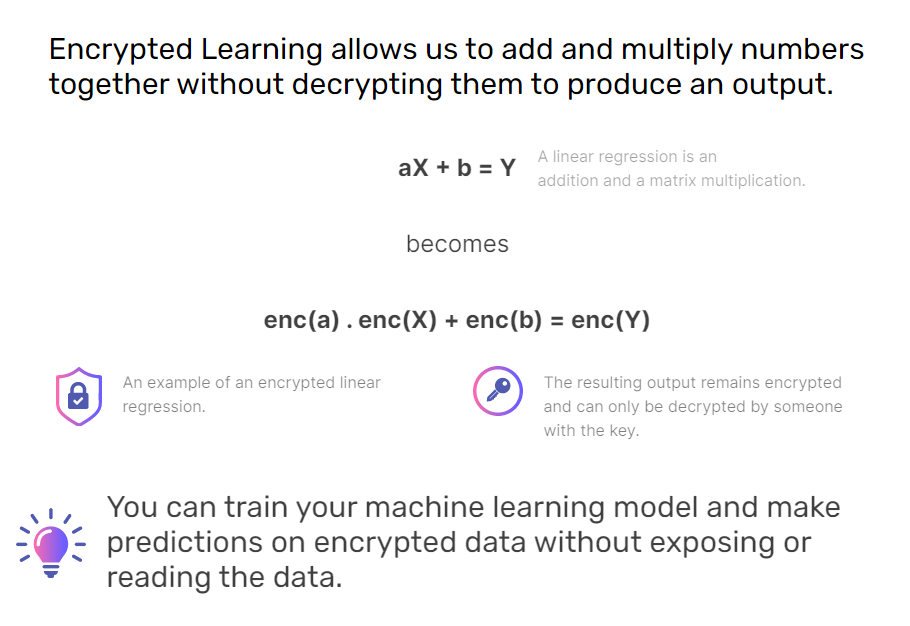 Encrypted Learning allows us to add and multiply numbers
together without decrypting them to produce an output.
aX + b = Y
A linear regression is an
addition and a matrix multiplication.
becomes
enc(a) . enc(X) + enc(b) = enc(Y)
An example of an encrypted linear
regression.
The resulting output remains encrypted
and can only be decrypted by someone
with the key.
You can train your machine learning model and make
predictions on encrypted data without exposing or
reading the data.